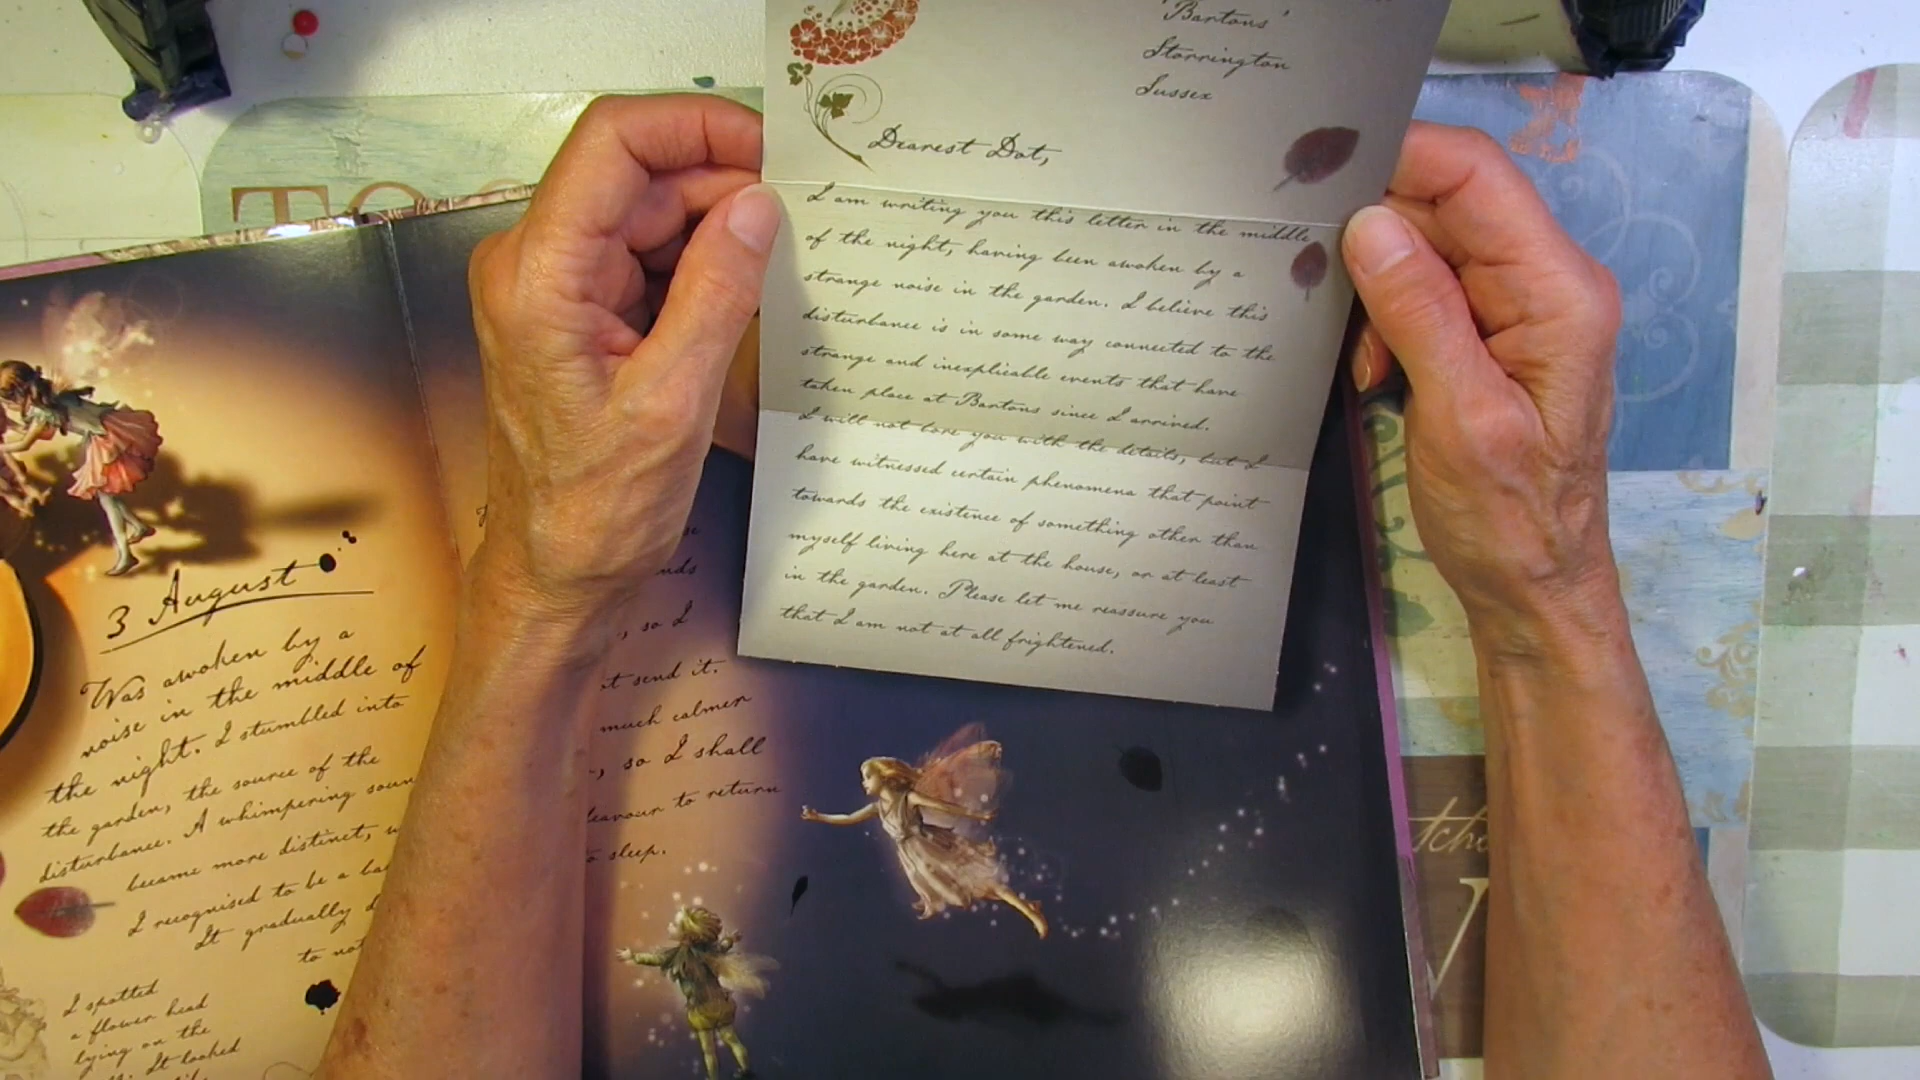 'Bartons'
Storrington
Sussex
Dearest Dot,
I am writing you this letter in the middle
of the night, having been awoken by a
strange noise in the garden. I believe this
disturbance is in some way connected to the
strange and inexplicable events that have
taken place at Bartons since I arrived.
I will not bore you with the details, but I
have witnessed certain phenomena that point
towards the existence of something other than
myself living here at the house, or at least
in the garden. Please let me reassure you
that I am not at all frightened.
3 August
Was awoken by a
noise in the middle of
the night. I stumbled into
the garden, the source of the
disturbance. A whimpering
became more distinct,
I recognised to be a
It gradually
to
I spotted
a flower head
lying on the
It looked
so I
send it.
much calmer
, so I shall
to return
to sleep.